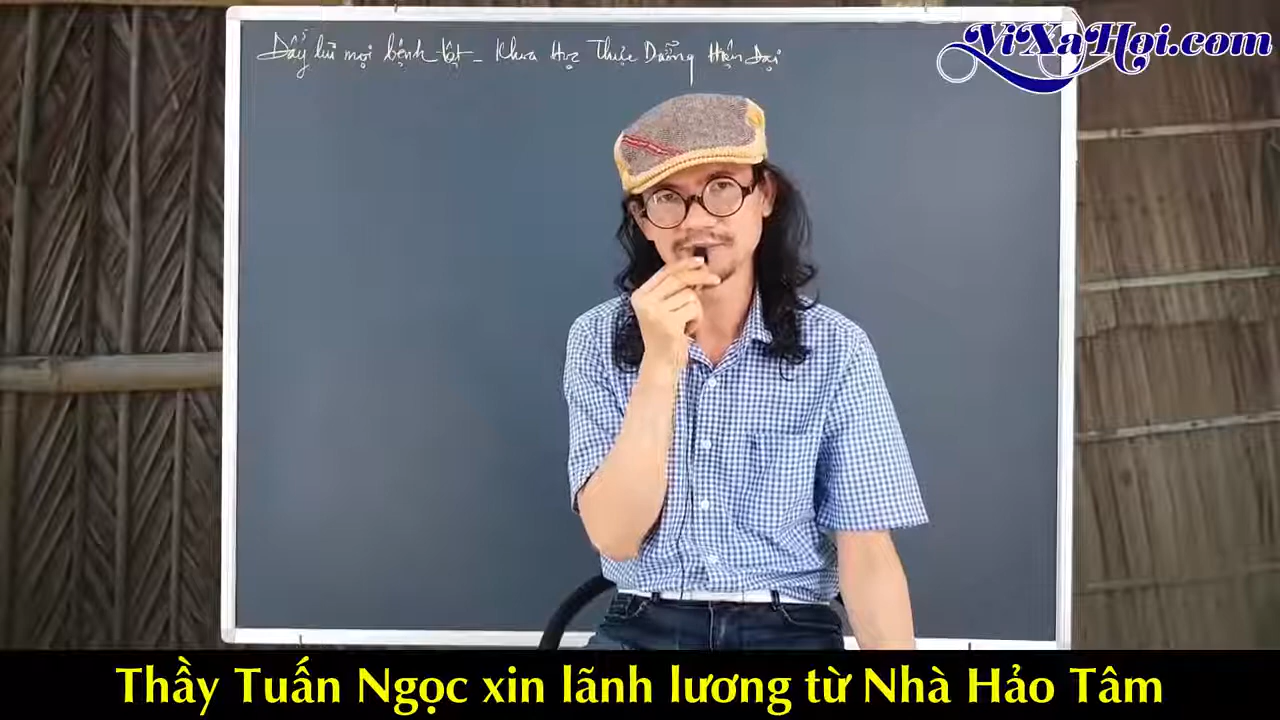 Đẩy lùi mọi bệnh tật - Khoa Học Thực Dưỡng Hiện Đại
ViXaHoi.com
Thầy Tuấn Ngọc xin lãnh lương từ Nhà Hảo Tâm